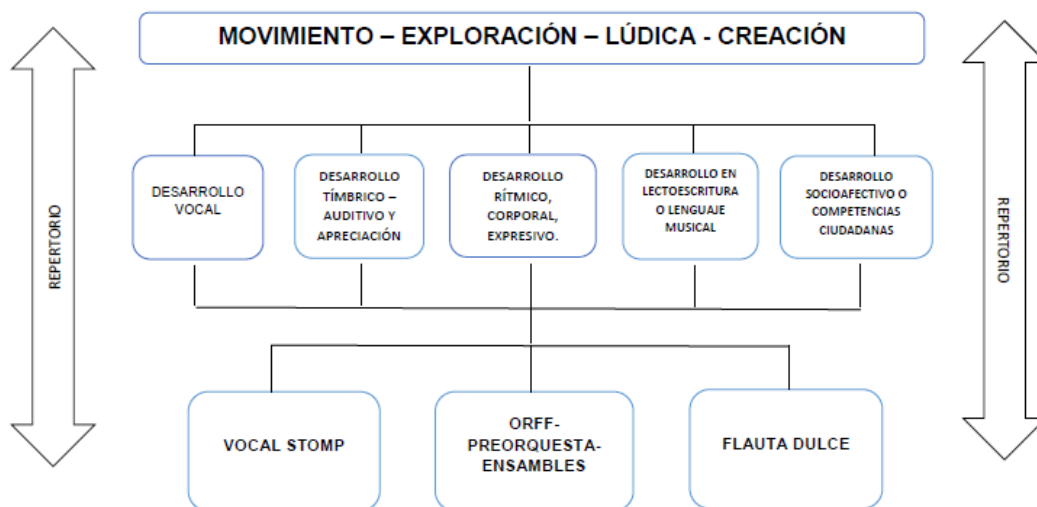 MOVIMIENTO – EXPLORACIÓN – LÚDICA - CREACIÓN
REPERTORIO
DESARROLLO
VOCAL
DESARROLLO
TÍMBRICO –
AUDITIVO Y
APRECIACIÓN
DESARROLLO
RÍTMICO,
CORPORAL,
EXPRESIVO.
DESARROLLO EN
LECTOESCRITURA
O LENGUAJE
MUSICAL
DESARROLLO
SOCIOAFECTIVO O
COMPETENCIAS
CIUDADANAS
REPERTORIO
VOCAL STOMP
ORFF-
PREORQUESTA-
ENSAMBLES
FLAUTA DULCE